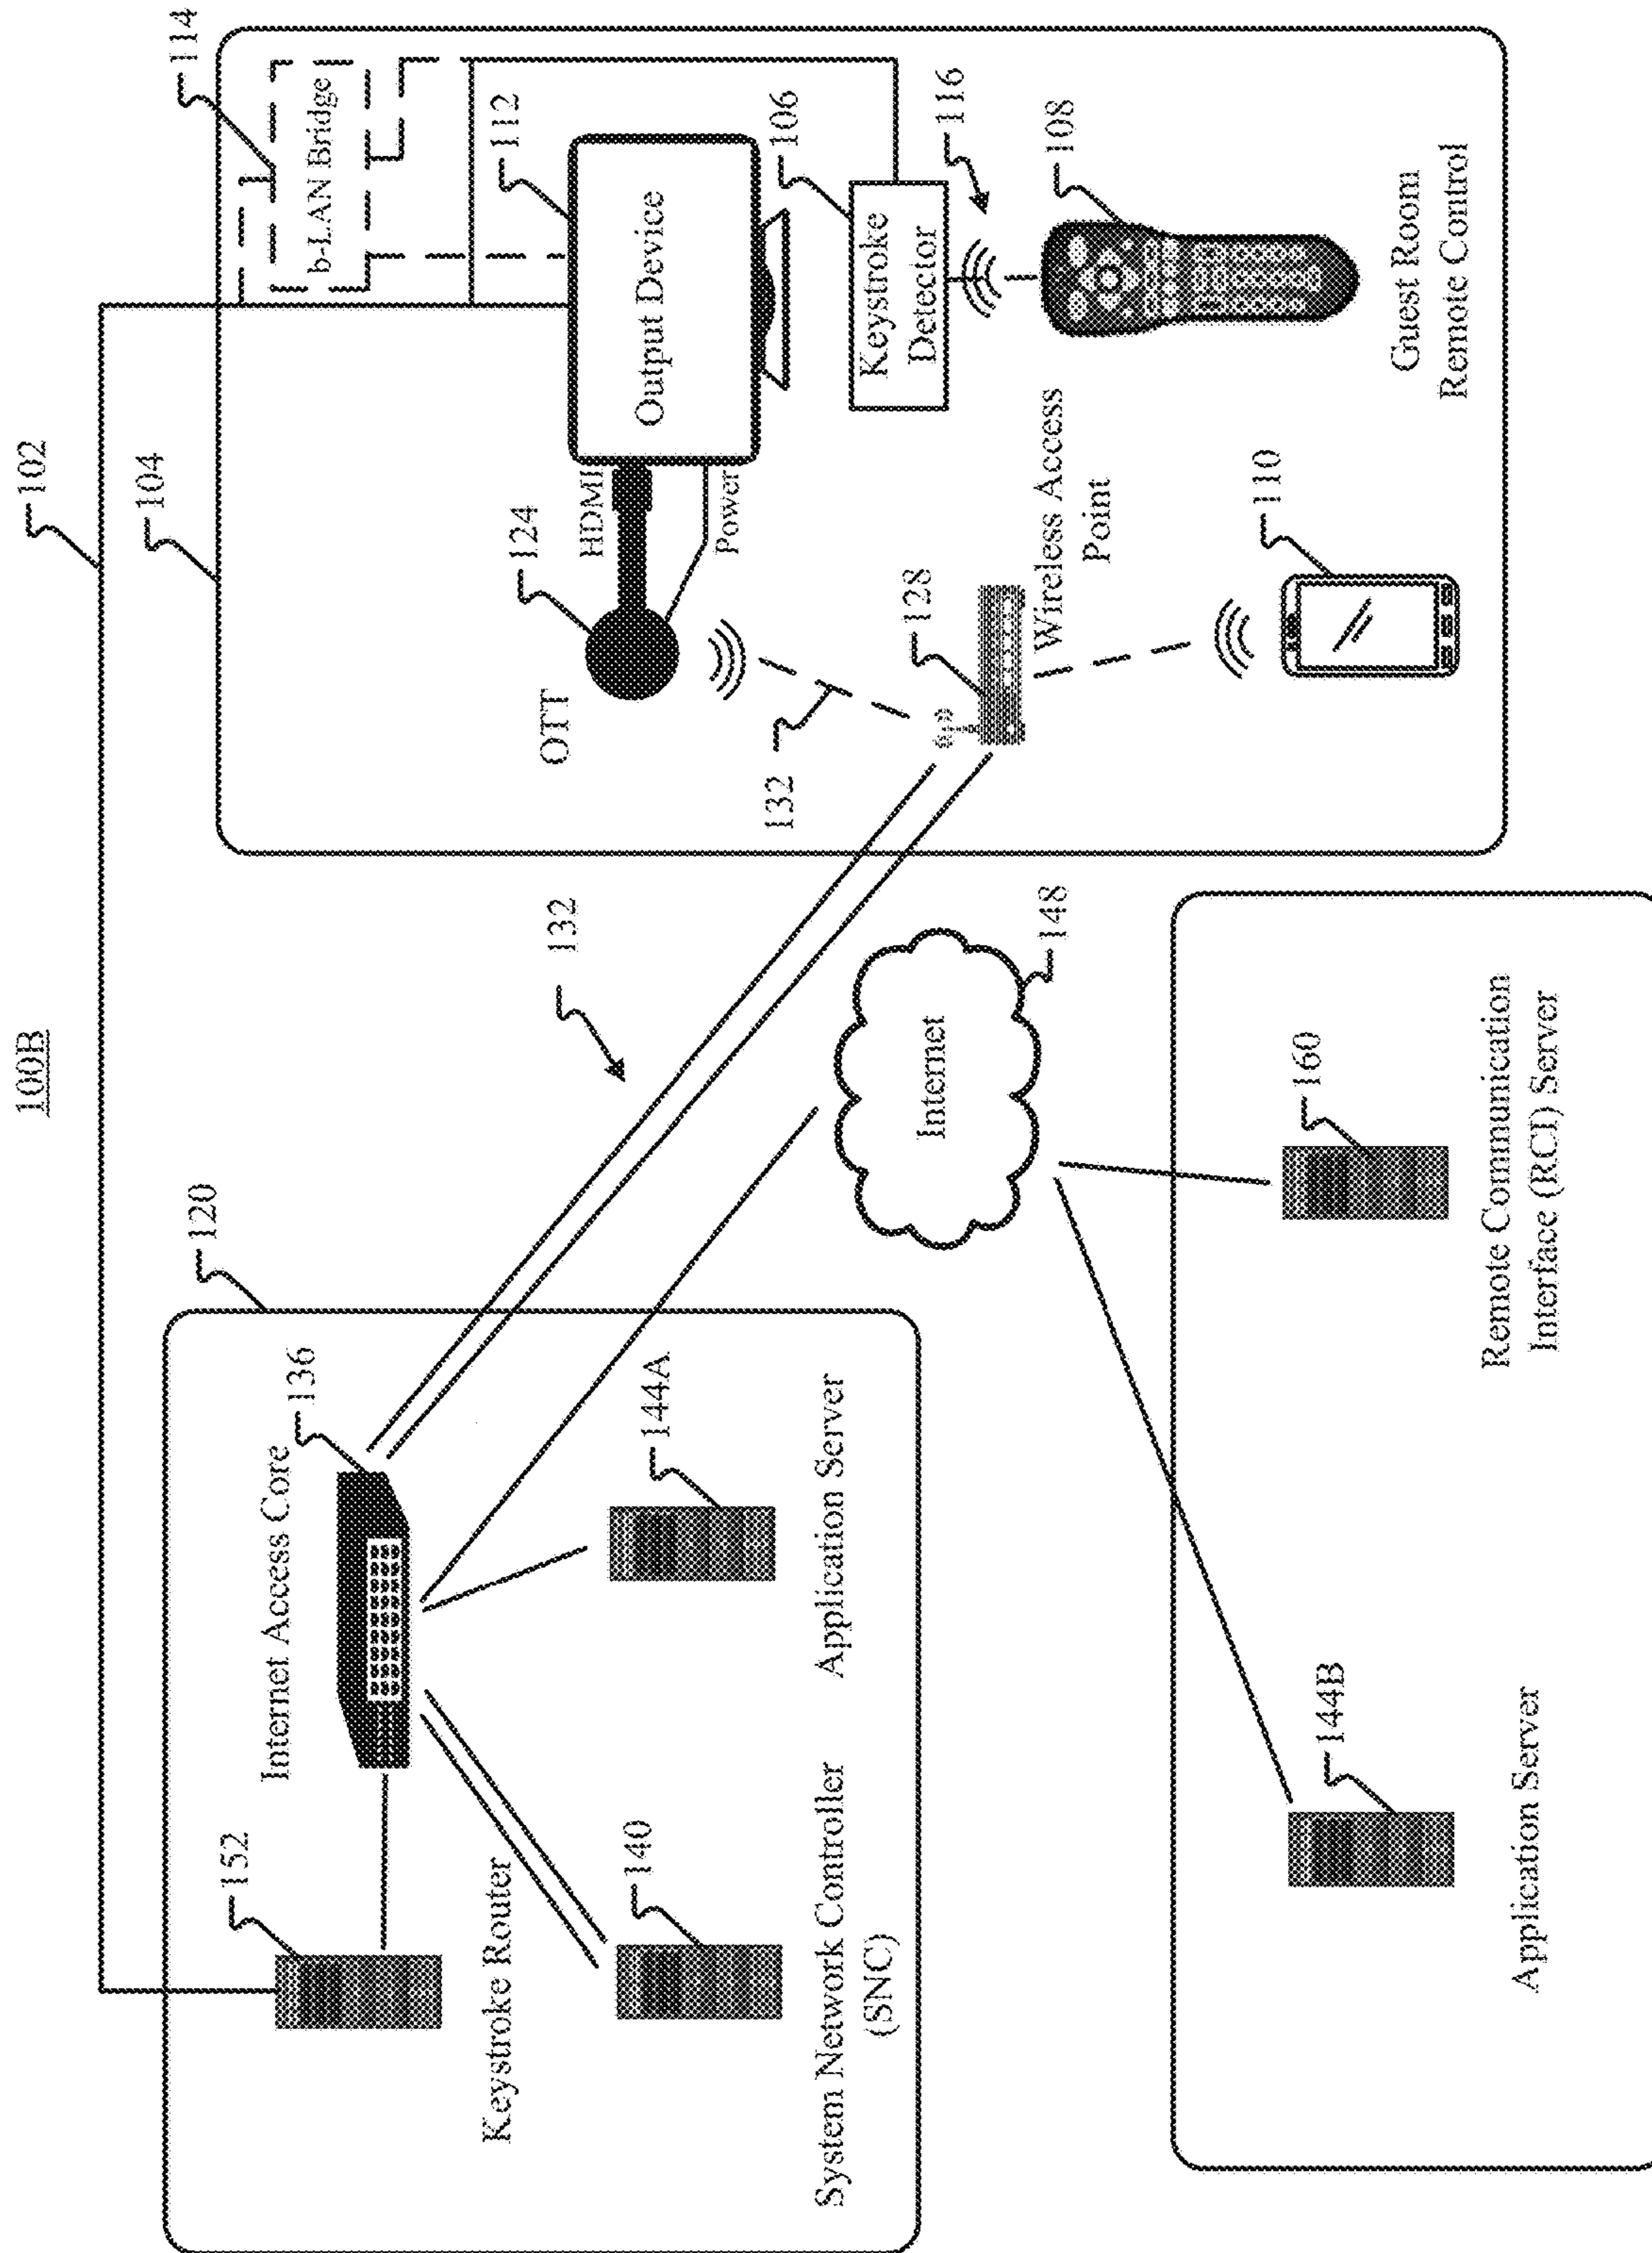 100B
102
104
114
b-LAN Bridge
112
Output Device
HDMI
Power
124
OTT
132
106
Keystroke
Detector
116
108
Guest Room
Remote Control
128
Wireless Access
Point
110
132
Internet
148
120
Internet Access Core
136
152
Keystroke Router
140
System Network Controller
(SNC)
144A
Application Server
144B
Application Server
160
Remote Communication
Interface (RCI) Server